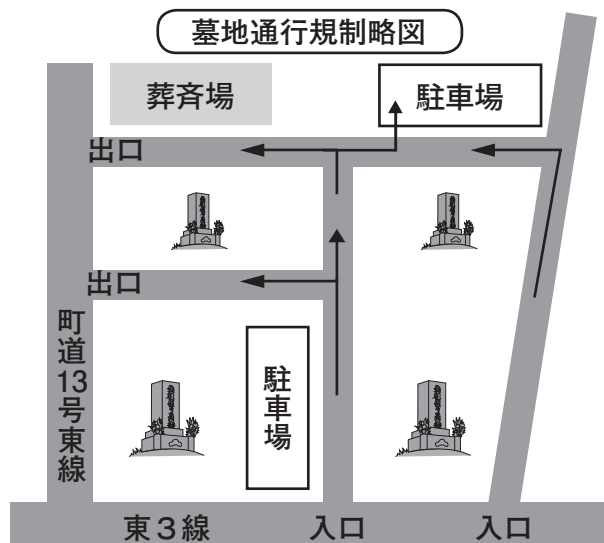 墓地通行規制略図
葬斉場
駐車場
出口
出口
町道13号東線
駐車場
東3線
入口
入口